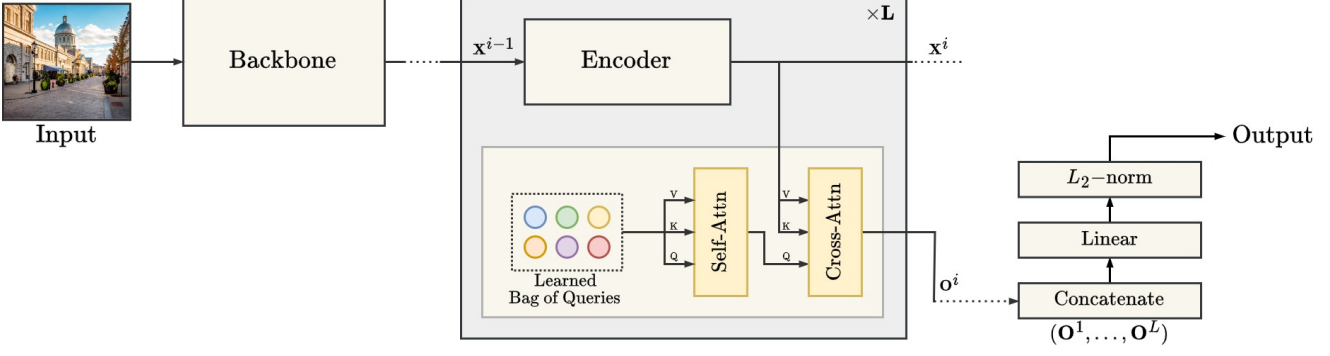 Input
Backbone
×L
x^{i−1}
Encoder
x^i
Learned
Bag of Queries
V
K
Q
Self-Attn
V
K
Q
Cross-Attn
O^i
Output
L_2−norm
Linear
Concatenate
(O^1, . . . , O^L)